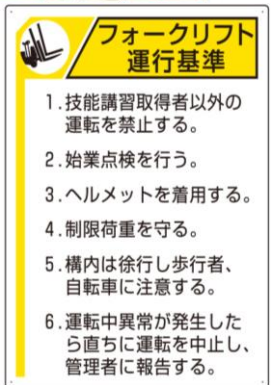 フォークリフト
運行基準
1.技能講習取得者以外の
運転を禁止する。
2.始業点検を行う。
3.ヘルメットを着用する。
4.制限荷重を守る。
5.構内は徐行し歩行者、
自転車に注意する。
6.運転中異常が発生した
ら直ちに運転を中止し、
管理者に報告する。